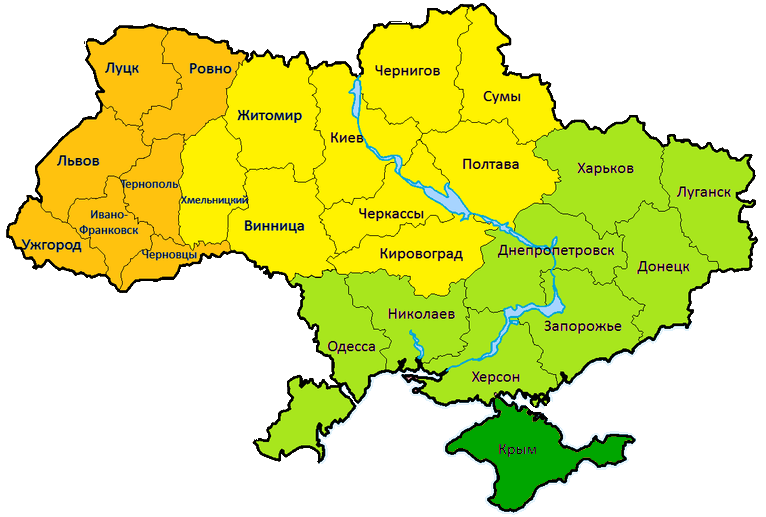 Луцк
Ровно
Чернигов
Сумы
Житомир
Киев
Львов
Тернополь
Хмельницкий
Полтава
Харьков
Луганск
Ивано-
Франковск
Ужгород
Черновцы
Винница
Черкассы
Кировоград
Днепропетровск
Донецк
Николаев
Запорожье
Одесса
Херсон
Крым